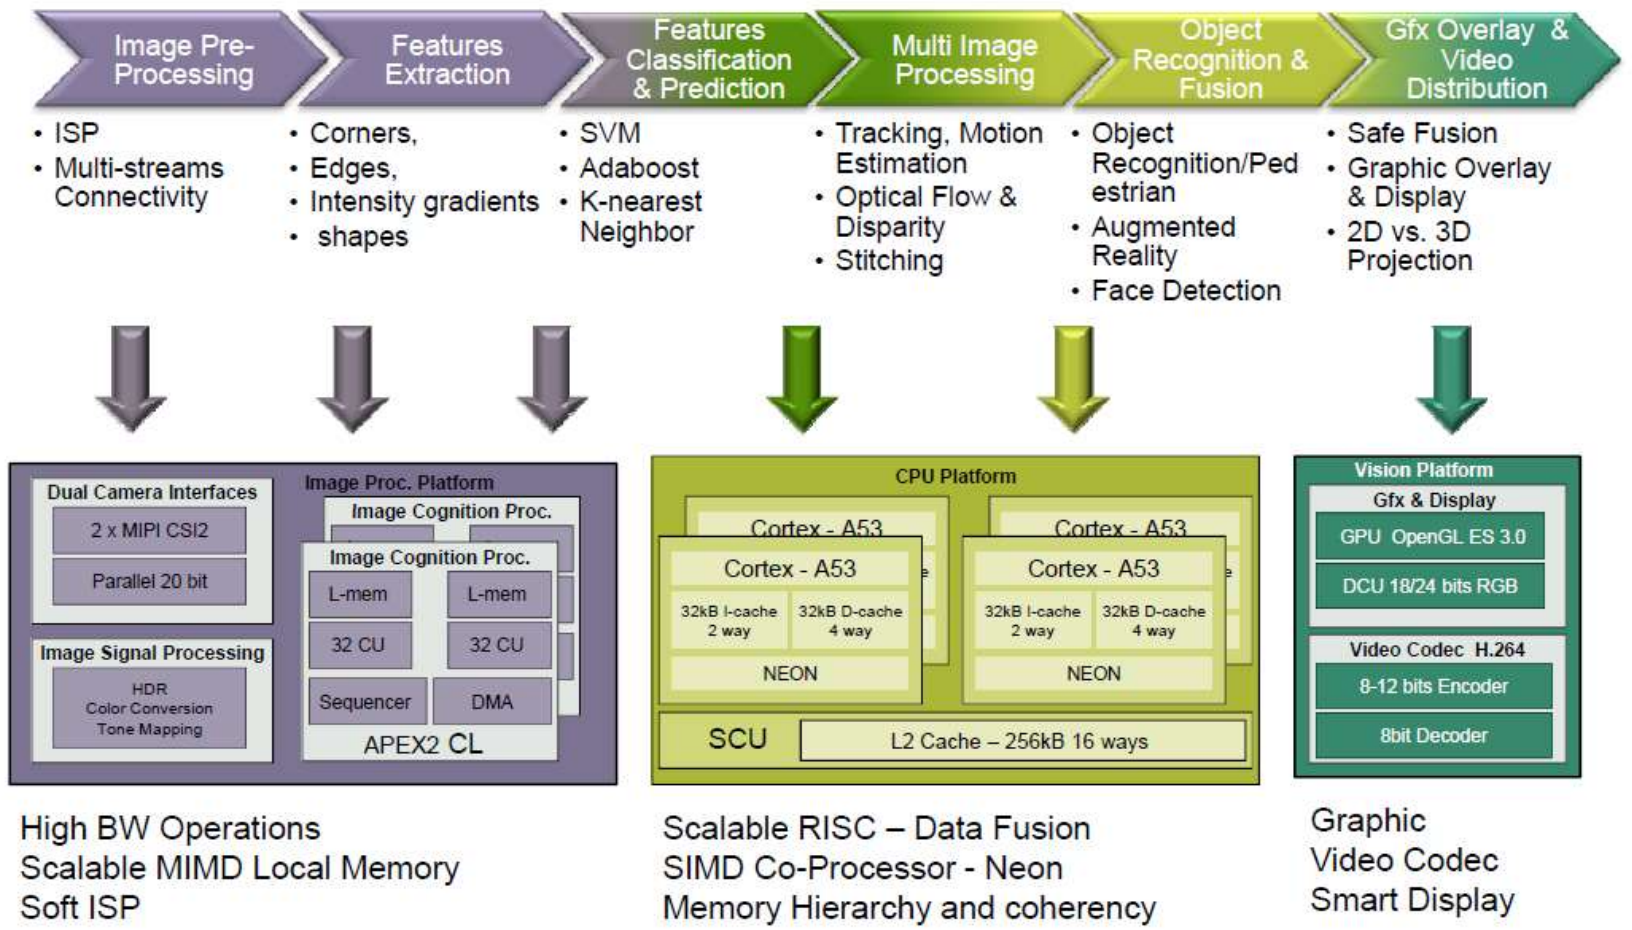 Image Pre-
Processing
Features
Extraction
Features
Classification
& Prediction
Multi Image
Processing
Object
Recognition &
Fusion
Gfx Overlay &
Video
Distribution
• ISP
• Multi-streams
Connectivity
• Corners,
• Edges,
• Intensity gradients
• shapes
• SVM
• Adaboost
• K-nearest
Neighbor
• Tracking, Motion
Estimation
• Optical Flow &
Disparity
• Stitching
• Object
Recognition/Ped
estrian
• Augmented
Reality
• Face Detection
• Safe Fusion
• Graphic Overlay
& Display
• 2D vs. 3D
Projection
Image Proc. Platform
Dual Camera Interfaces
2 x MIPI CSI2
Parallel 20 bit
Image Signal Processing
HDR
Color Conversion
Tone Mapping
Image Cognition Proc.
Image Cognition Proc.
L-mem
L-mem
32 CU
32 CU
Sequencer
DMA
APEX2 CL
CPU Platform
Cortex - A53
Cortex - A53
Cortex - A53
32kB I-cache
2 way
32kB D-cache
4 way
NEON
Cortex - A53
32kB I-cache
2 way
32kB D-cache
4 way
NEON
SCU
L2 Cache – 256kB 16 ways
Vision Platform
Gfx & Display
GPU OpenGL ES 3.0
DCU 18/24 bits RGB
Video Codec H.264
8-12 bits Encoder
8bit Decoder
High BW Operations
Scalable MIMD Local Memory
Soft ISP
Scalable RISC – Data Fusion
SIMD Co-Processor - Neon
Memory Hierarchy and coherency
Graphic
Video Codec
Smart Display